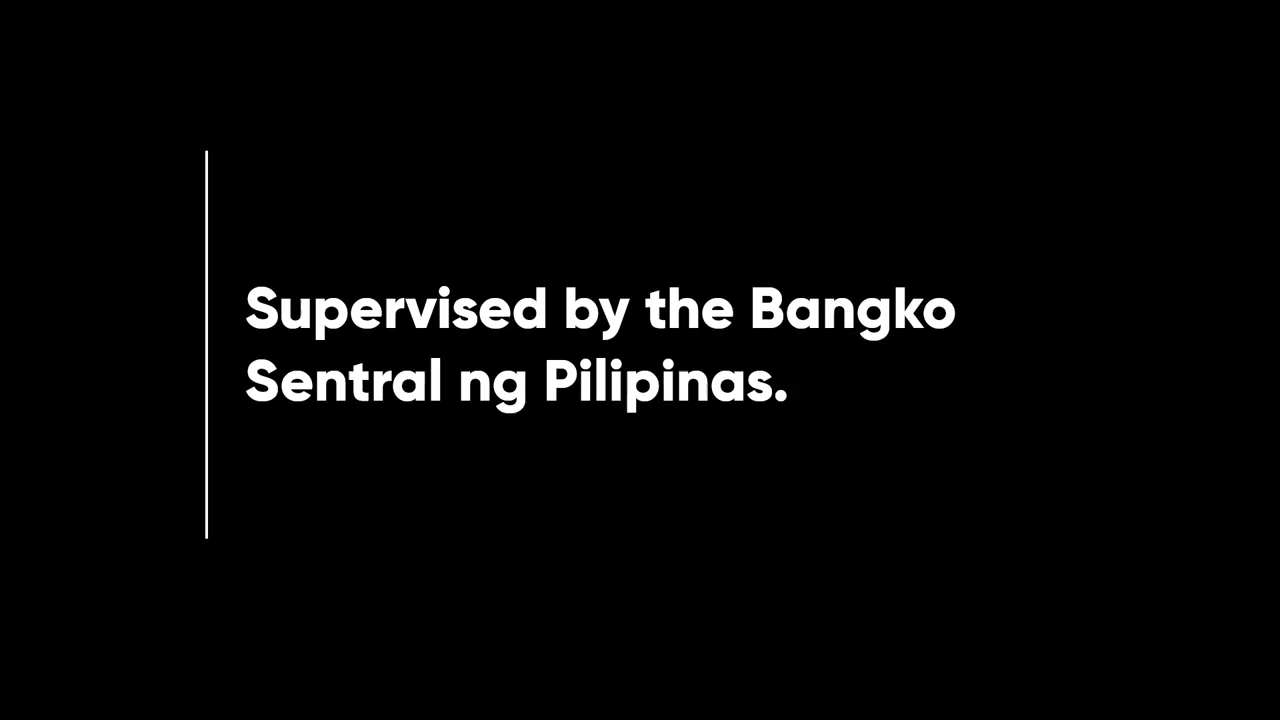 Supervised by the Bangko
Sentral ng Pilipinas.